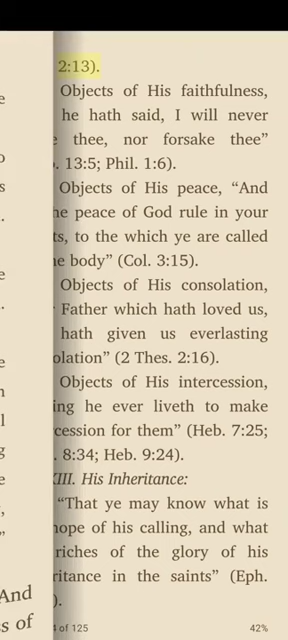 2:13).
Objects of His faithfulness,
he hath said, I will never
thee, nor forsake thee”
. 13:5; Phil. 1:6).
Objects of His peace, “And
he peace of God rule in your
ts, to the which ye are called
ne body” (Col. 3:15).
Objects of His consolation,
Father which hath loved us,
hath given us everlasting
olation” (2 Thes. 2:16).
Objects of His intercession,
ing he ever liveth to make
cession for them” (Heb. 7:25;
. 8:34; Heb. 9:24).
III. His Inheritance:
“That ye may know what is
hope of his calling, and what
riches of the glory of his
ritance in the saints” (Eph.
).
And
s of
of 125
42%